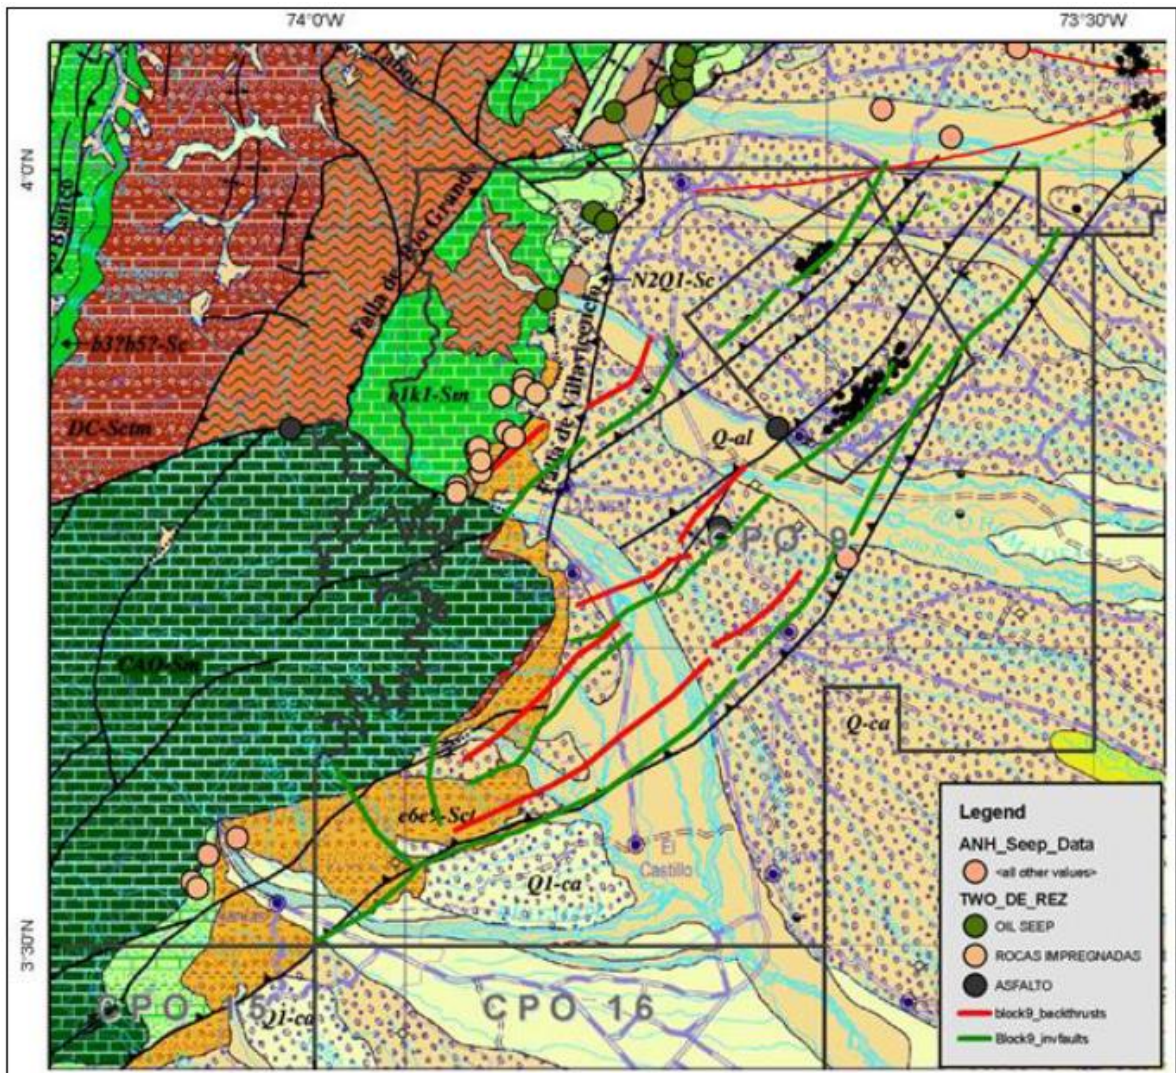 74°0'W
73°30'W
4°0'N
Falla de Rio Grande
N2Q1-Sc
b3?b5?-Sc
b1k1-Sm
DC-Sctm
Falla de Villavicencio
Q-al
CPO 9
CAO-Sm
Q-ca
e6e9-Sct
El
Castillo
Q1-ca
3°30'N
CPO 15
CPO 16
Q1-ca
Legend
ANH_Seep_Data
<all other values>
TWO_DE_REZ
OIL SEEP
ROCAS IMPREGNADAS
ASFALTO
block9_backthrusts
Block9_invfaults